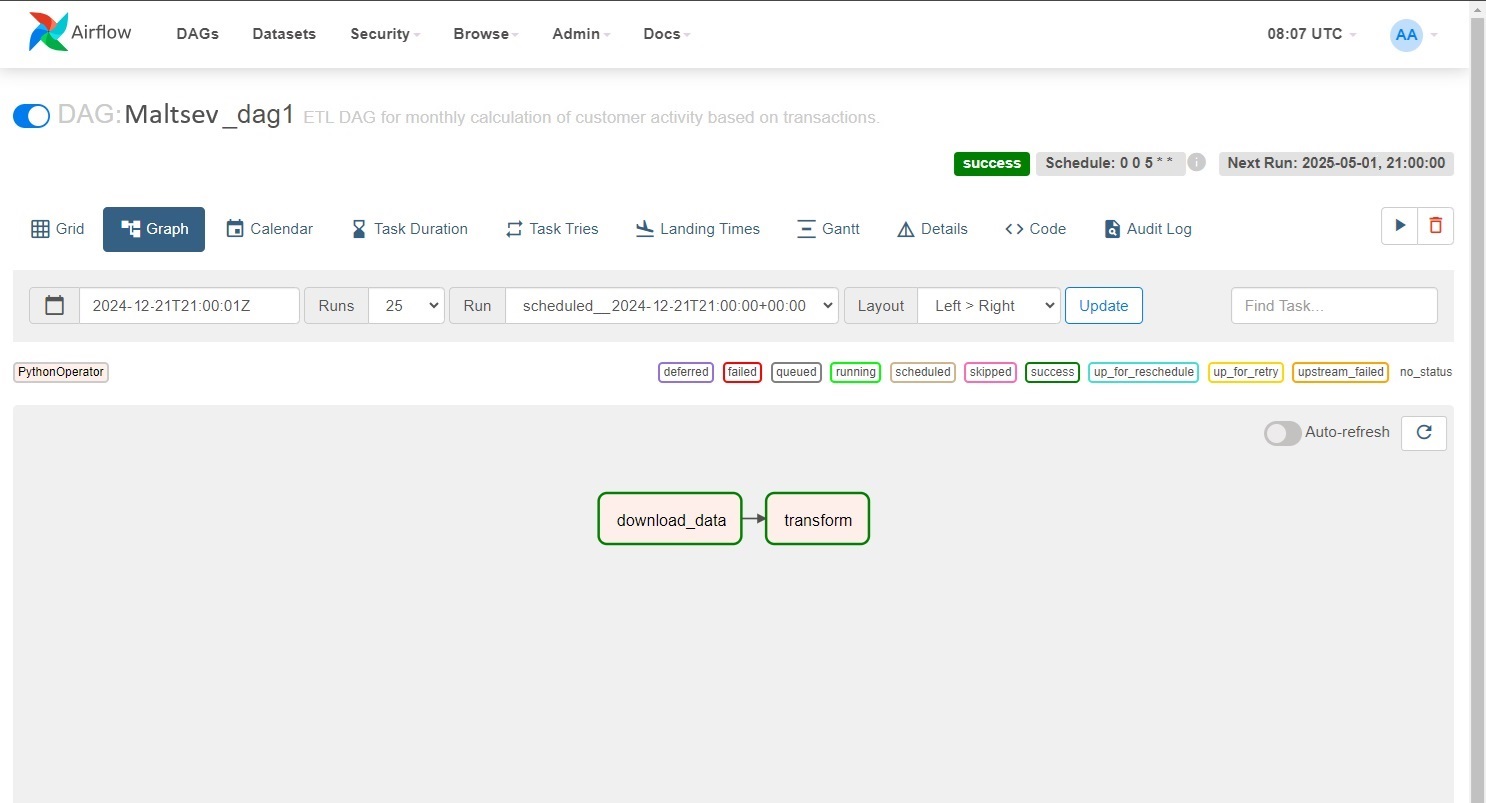 Airflow DAGs Datasets Security Browse Admin Docs 08:07 UTC AA
DAG: Maltsev _dag1 ETL DAG for monthly calculation of customer activity based on transactions.
success Schedule: 0 0 5 * * i Next Run: 2025-05-01, 21:00:00
Grid Graph Calendar Task Duration Task Tries Landing Times Gantt Details Code Audit Log
2024-12-21T21:00:01Z Runs 25 Run scheduled__2024-12-21T21:00:00+00:00 Layout Left > Right Update Find Task...
PythonOperator deferred failed queued running scheduled skipped success up_for_reschedule up_for_retry upstream_failed no_status
Auto-refresh
download_data transform